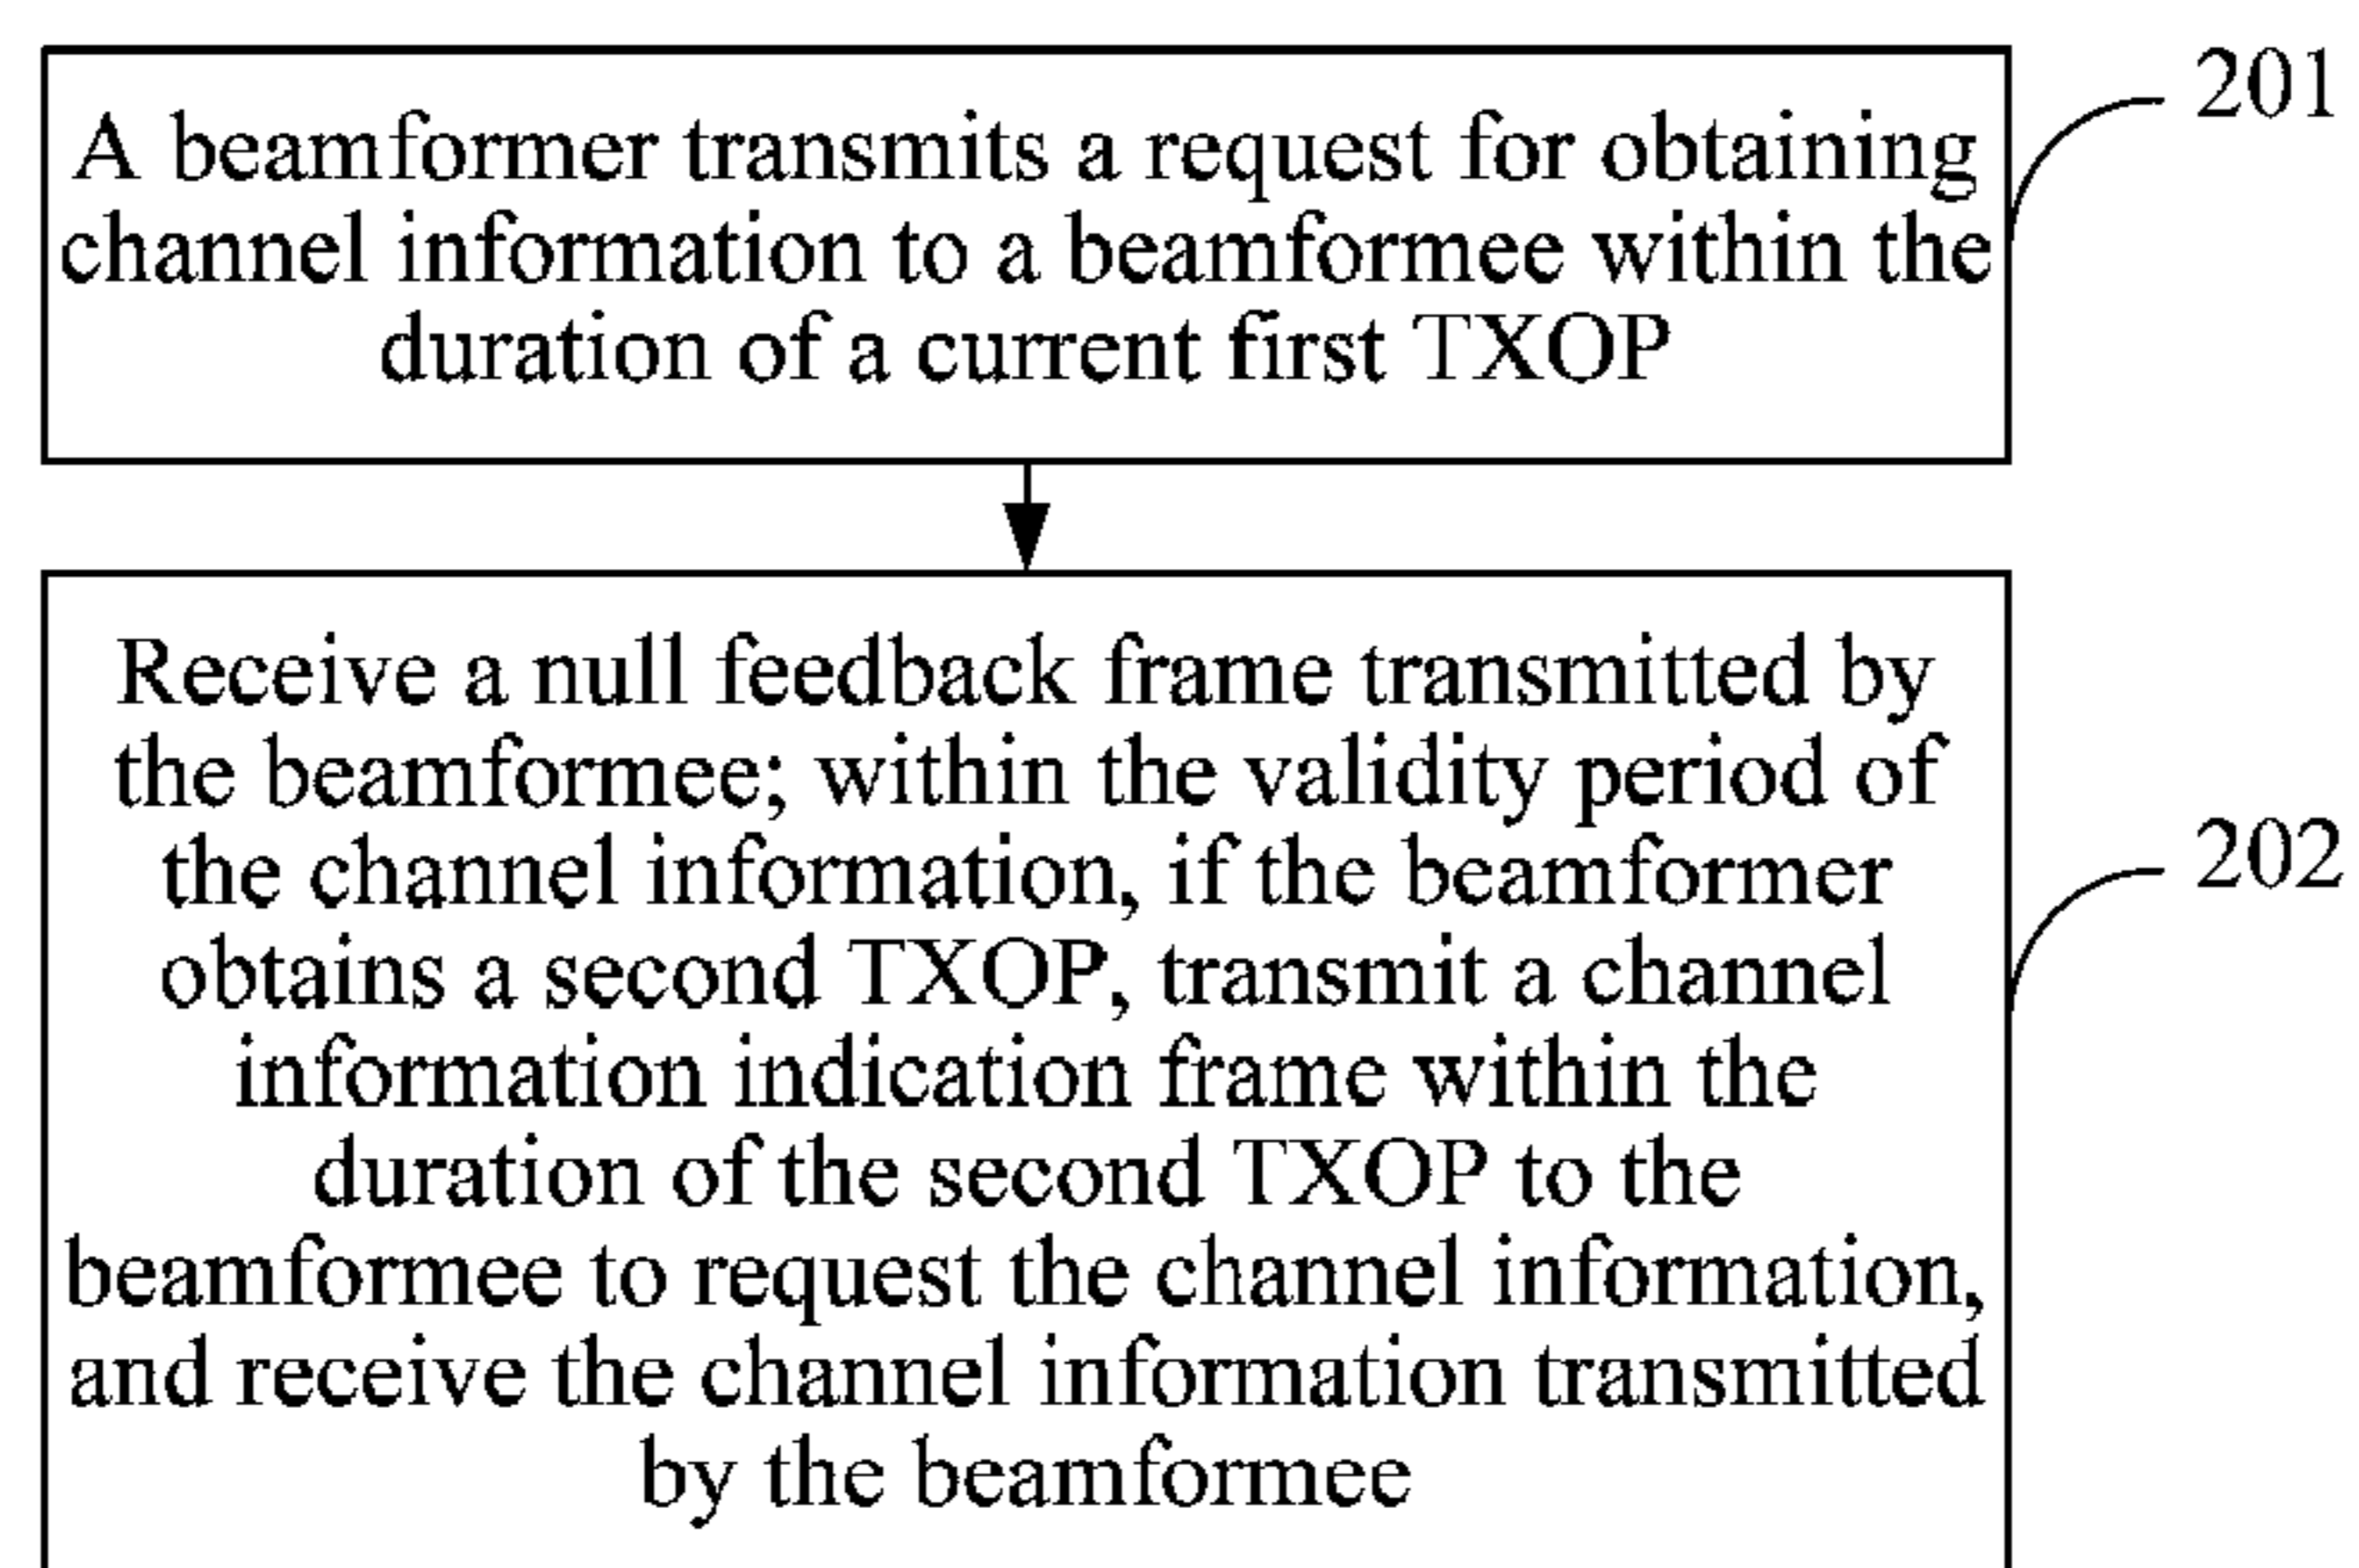 A beamformer transmits a request for obtaining
channel information to a beamformee within the
duration of a current first TXOP
201
Receive a null feedback frame transmitted by
the beamformee; within the validity period of
the channel information, if the beamformer
obtains a second TXOP, transmit a channel
information indication frame within the
duration of the second TXOP to the
beamformee to request the channel information,
and receive the channel information transmitted
by the beamformee
202